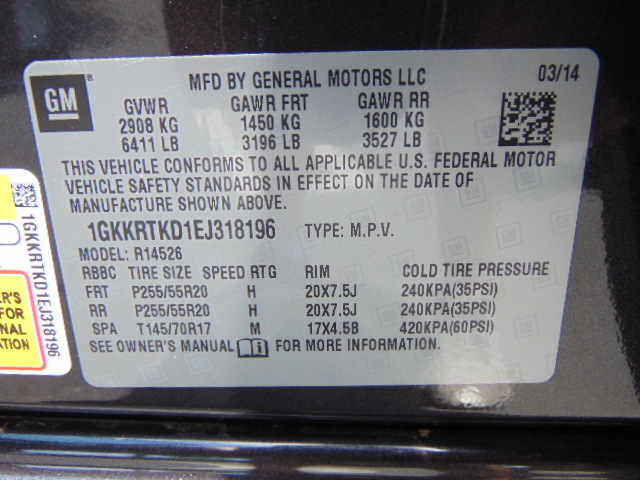 GM
®
MFD BY GENERAL MOTORS LLC 03/14
GVWR GAWR FRT GAWR RR
2908 KG 1450 KG 1600 KG
6411 LB 3196 LB 3527 LB
THIS VEHICLE CONFORMS TO ALL APPLICABLE U.S. FEDERAL MOTOR
VEHICLE SAFETY STANDARDS IN EFFECT ON THE DATE OF
MANUFACTURE SHOWN ABOVE.
1GKKRTKD1EJ318196 TYPE: M.P.V.
MODEL: R14526
RBBC TIRE SIZE SPEED RTG RIM COLD TIRE PRESSURE
FRT P255/55R20 H 20X7.5J 240KPA(35PSI)
RR P255/55R20 H 20X7.5J 240KPA(35PSI)
SPA T145/70R17 M 17X4.5B 420KPA(60PSI)
SEE OWNER'S MANUAL FOR MORE INFORMATION.
1GKKRTKD1EJ318196
ER'S
FOR
NAL
ATION